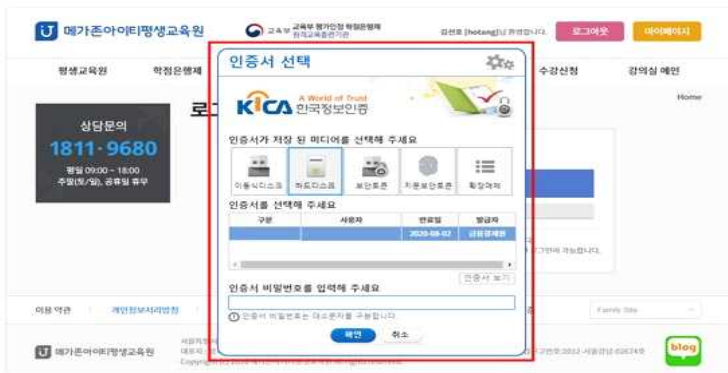 메가존아이티평생교육원
교육부 교육부 평가인정 학점은행제
원격교육훈련기관
김선호 [hotang]님 환영합니다.
로그아웃
마이페이지
평생교육원
학점은행제
수강신청
강의실 메인
Home
상담문의
1811·9680
평일 09:00 ~ 18:00
주말(토/일), 공휴일 휴무
인증서 선택
KICA
A World of Trust
한국정보인증
인증서가 저장 된 미디어를 선택해 주세요
이동식디스크 하드디스크 보안토큰 지문보안토큰 확장매체
인증서를 선택해 주세요
구분 사용자 만료일 발급자
2020-08-02 금융결제원
인증서 보기
인증서 비밀번호를 입력해 주세요
인증서 비밀번호는 대소문자를 구분합니다.
확인 취소
이용 약관
개인정보처리방침
Family Site
메가존아이티평생교육원
blog